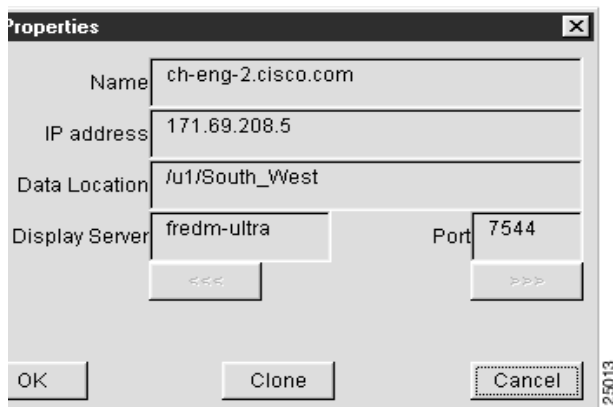 Properties
Name ch-eng-2.cisco.com
IP address 171.69.208.5
Data Location /u1/South_West
Display Server fredm-ultra Port 7544
<<< >>>
OK Clone Cancel
25013